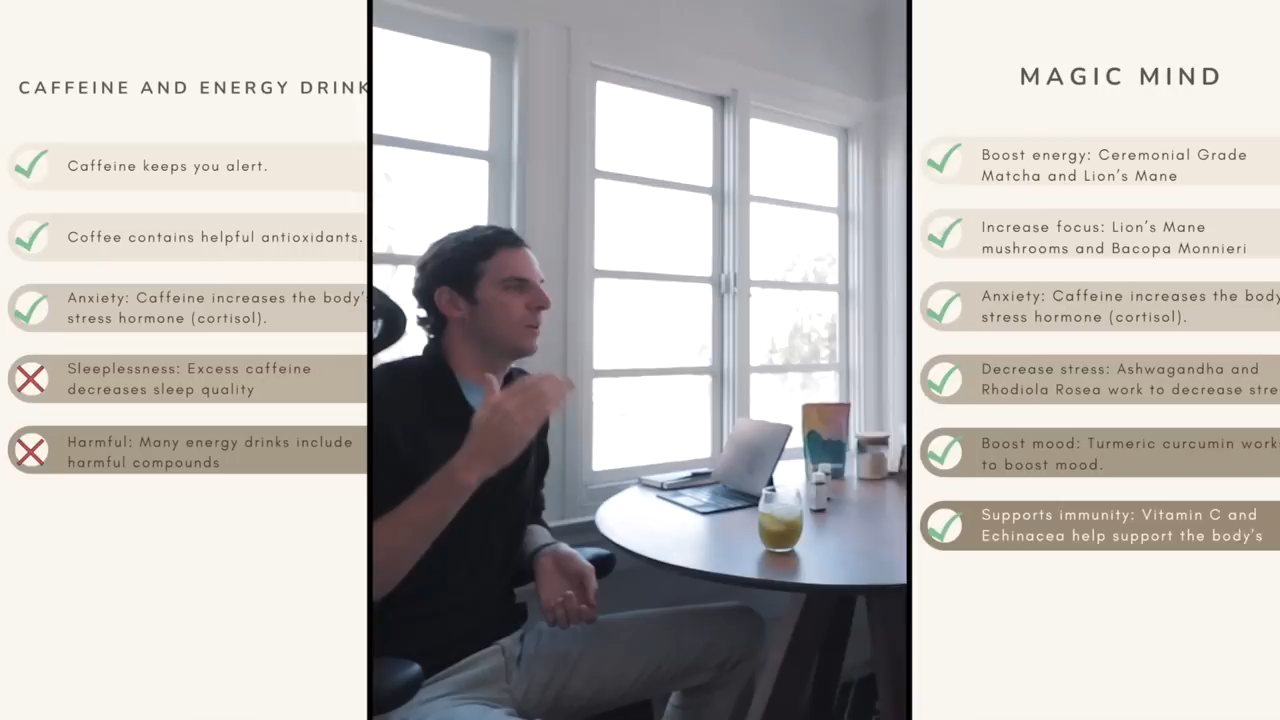 CAFFEINE AND ENERGY DRINK
Caffeine keeps you alert.
Coffee contains helpful antioxidants.
Anxiety: Caffeine increases the body's
stress hormone (cortisol).
Sleeplessness: Excess caffeine
decreases sleep quality
Harmful: Many energy drinks include
harmful compounds
MAGIC MIND
Boost energy: Ceremonial Grade
Matcha and Lion's Mane
Increase focus: Lion's Mane
mushrooms and Bacopa Monnieri
Anxiety: Caffeine increases the body
stress hormone (cortisol).
Decrease stress: Ashwagandha and
Rhodiola Rosea work to decrease stre
Boost mood: Turmeric curcumin work
to boost mood.
Supports immunity: Vitamin C and
Echinacea help support the body's